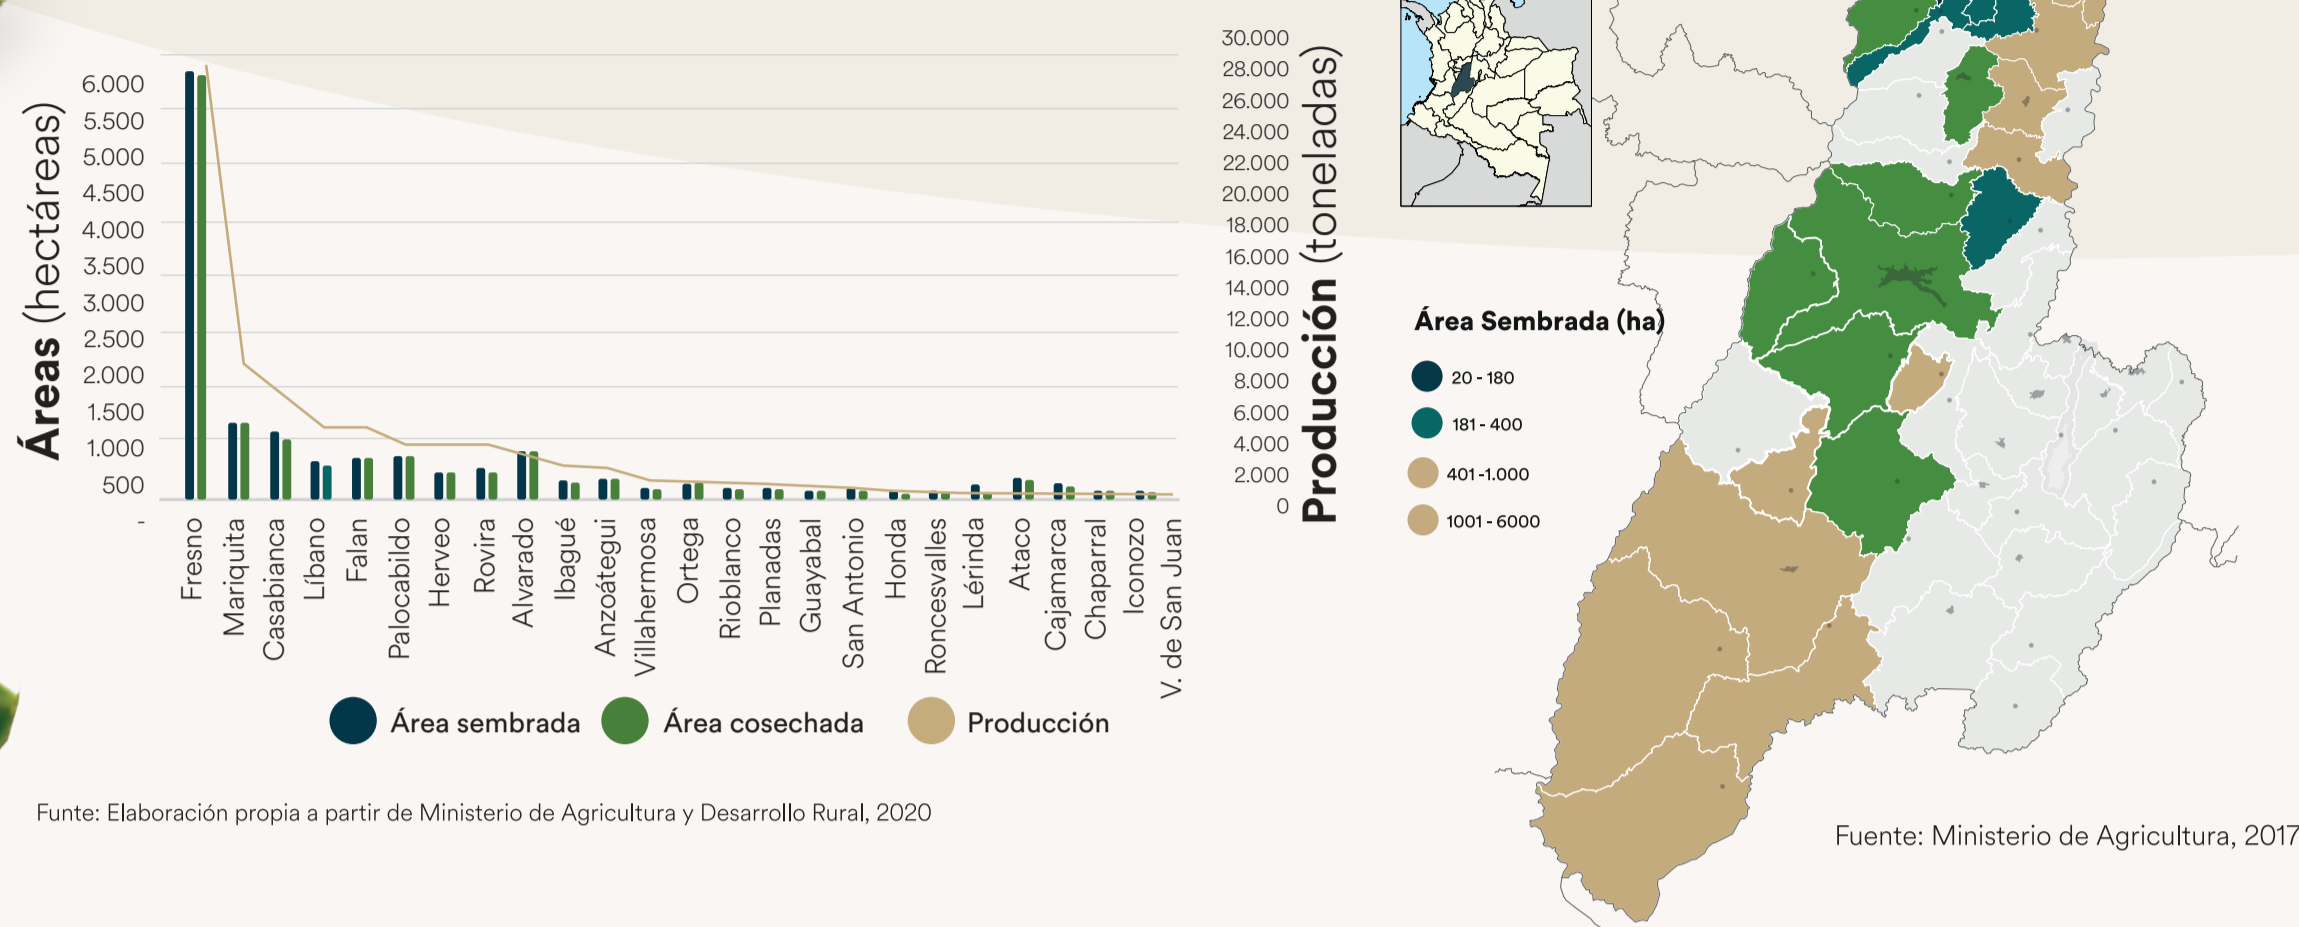 Áreas (hectáreas)
6.000
5.500
5.000
4.500
4.000
3.500
3.000
2.500
2.000
1.500
1.000
500
-
Fresno
Mariquita
Casabianca
Líbano
Falan
Palocabildo
Herveo
Rovira
Alvarado
Ibagué
Anzoátegui
Villahermosa
Ortega
Rioblanco
Planadas
Guayabal
San Antonio
Honda
Roncesvalles
Lérinda
Ataco
Cajamarca
Chaparral
Iconozo
V. de San Juan
30.000
28.000
26.000
24.000
22.000
20.000
18.000
16.000
14.000
12.000
10.000
8.000
6.000
4.000
2.000
0
Producción (toneladas)
Área sembrada
Área cosechada
Producción
Funte: Elaboración propia a partir de Ministerio de Agricultura y Desarrollo Rural, 2020
Área Sembrada (ha)
20 - 180
181 - 400
401 -1.000
1001 - 6000
Fuente: Ministerio de Agricultura, 2017